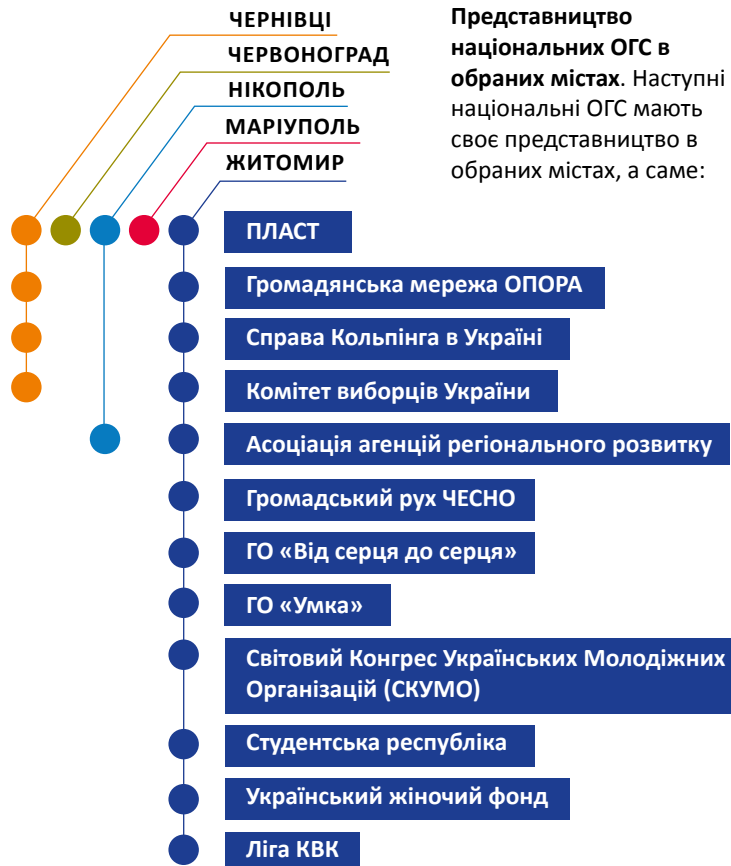 ЧЕРНІВЦІ
ЧЕРВОНОГРАД
НІКОПОЛЬ
МАРІУПОЛЬ
ЖИТОМИР
Представництво
національних ОГС в
обраних містах. Наступні
національні ОГС мають
своє представництво в
обраних містах, а саме:
ПЛАСТ
Громадянська мережа ОПОРА
Справа Кольпінга в Україні
Комітет виборців України
Асоціація агенцій регіонального розвитку
Громадський рух ЧЕСНО
ГО «Від серця до серця»
ГО «Умка»
Світовий Конгрес Українських Молодіжних
Організацій (СКУМО)
Студентська республіка
Український жіночий фонд
Ліга КВК